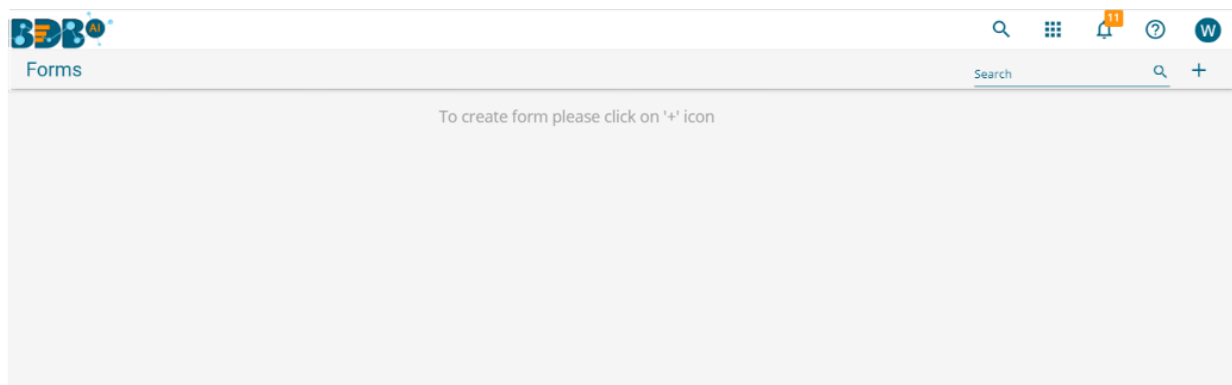 BDB AI
11
W
Forms
Search
To create form please click on '+' icon